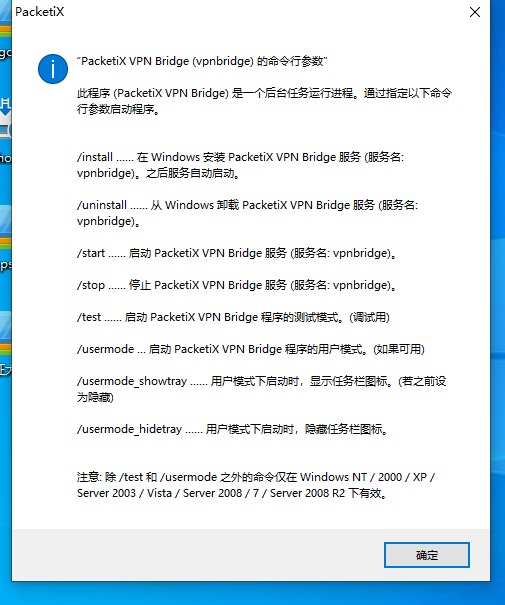 PacketiX
"PacketiX VPN Bridge (vpnbridge) 的命令行参数"
此程序 (PacketiX VPN Bridge) 是一个后台任务运行进程。通过指定以下命令
行参数启动程序。
/install ...... 在 Windows 安装 PacketiX VPN Bridge 服务 (服务名:
vpnbridge)。之后服务自动启动。
/uninstall ...... 从 Windows 卸载 PacketiX VPN Bridge 服务 (服务名:
vpnbridge)。
/start ...... 启动 PacketiX VPN Bridge 服务 (服务名: vpnbridge)。
/stop ...... 停止 PacketiX VPN Bridge 服务 (服务名: vpnbridge)。
/test ...... 启动 PacketiX VPN Bridge 程序的测试模式。(调试用)
/usermode ... 启动 PacketiX VPN Bridge 程序的用户模式。(如果可用)
/usermode_showtray ...... 用户模式下启动时，显示任务栏图标。(若之前设
为隐藏)
/usermode_hidetray ...... 用户模式下启动时，隐藏任务栏图标。
注意: 除 /test 和 /usermode 之外的命令仅在 Windows NT / 2000 / XP /
Server 2003 / Vista / Server 2008 / 7 / Server 2008 R2 下有效。
确定